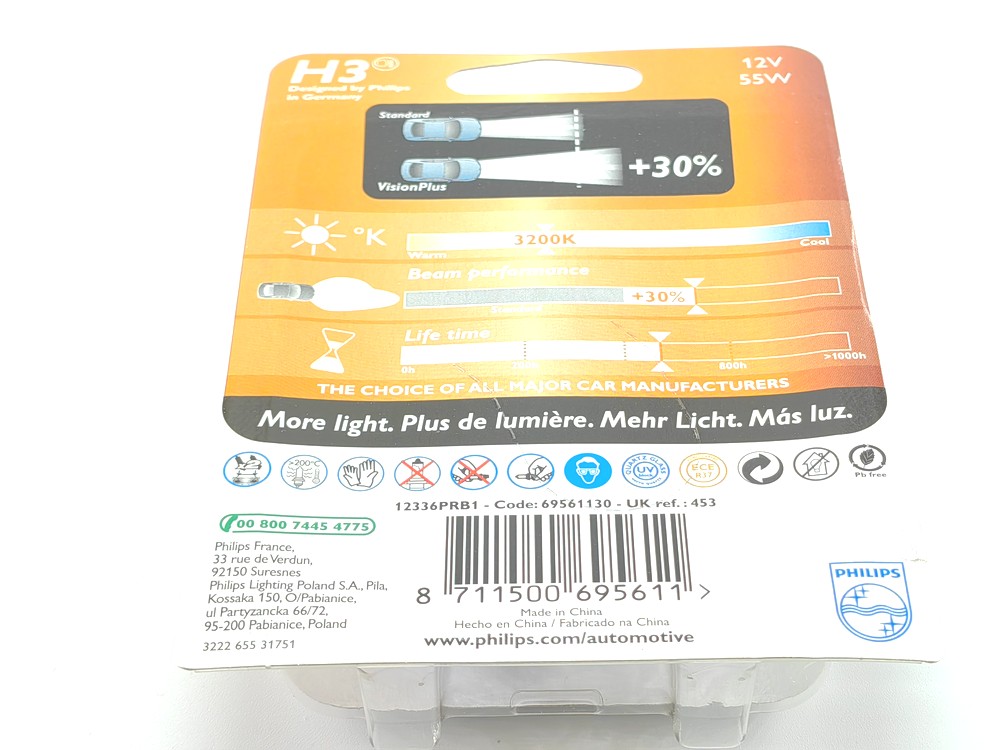 H3
Designed by Philips
in Germany
12V
55W
Standard
VisionPlus
+30%
°K
3200K
Warm
Cool
Beam performance
+30%
Standard
Life time
0h
800h
>1000h
THE CHOICE OF ALL MAJOR CAR MANUFACTURERS
More light. Plus de lumière. Mehr Licht. Más luz.
>200°C
QUARTZ GLASS
UV
ECE
R37
Pb free
12336PRB1 - Code: 69561130 - UK ref.: 453
00 800 7445 4775
Philips France,
33 rue de Verdun,
92150 Suresnes
Philips Lighting Poland S.A., Pila,
Kossaka 150, O/Pabianice,
ul Partyzancka 66/72,
95-200 Pabianice, Poland
3222 655 31751
8 711500 695611 >
Made in China
Hecho en China / Fabricado na China
www.philips.com/automotive
PHILIPS